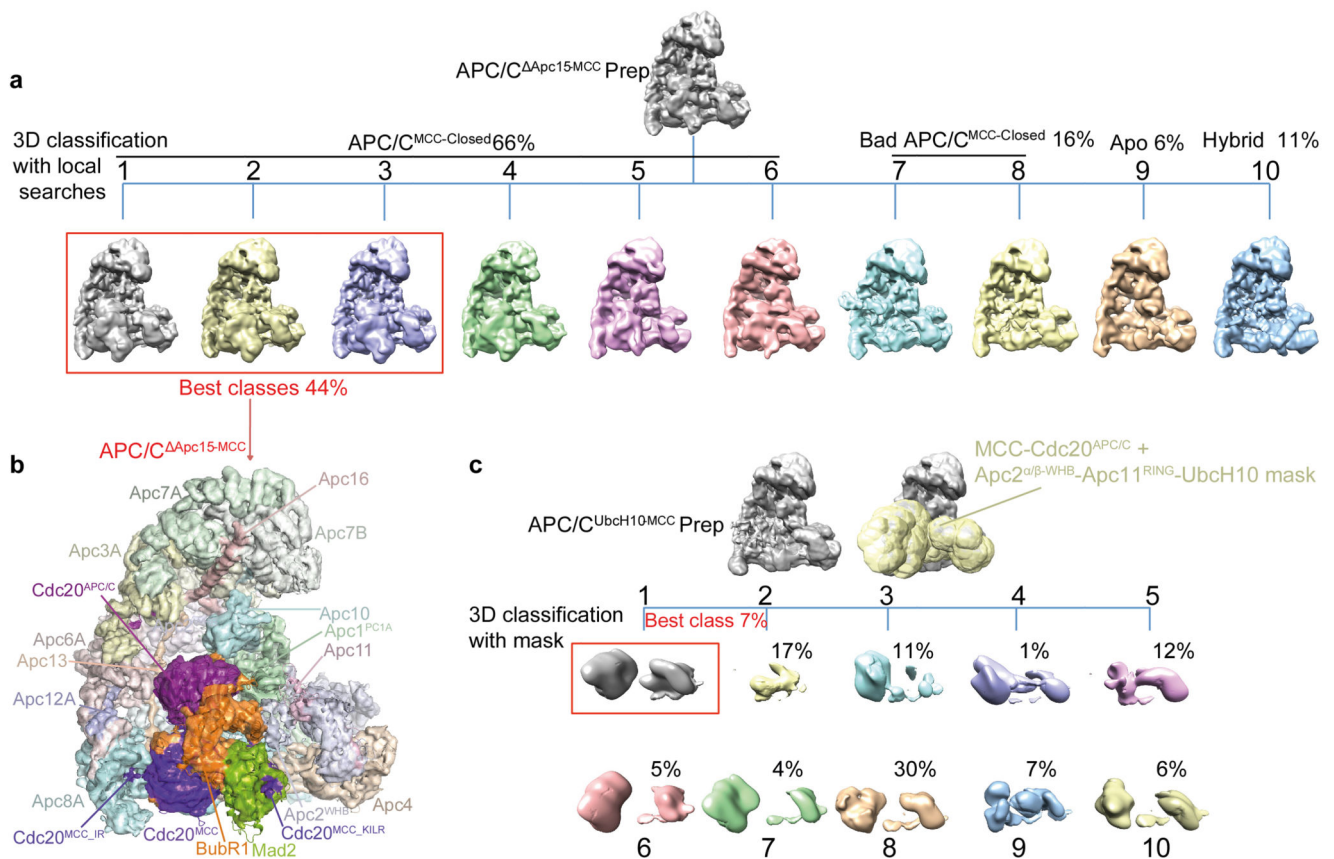 a
APC/C^ΔApc15-MCC Prep
3D classification
with local
searches
APC/C^MCC-Closed 66%
Bad APC/C^MCC-Closed 16%
Apo 6%
Hybrid 11%
1 2 3 4 5 6 7 8 9 10
Best classes 44%
APC/C^ΔApc15-MCC
b
Apc7A
Apc16
Apc7B
Apc3A
Cdc20^APC/C
Apc10
Apc6A
Apc1^PC1A
Apc13
Apc11
Apc12A
Apc8A
Apc2^WHB
Apc4
Cdc20^MCC_IR
Cdc20^MCC
Cdc20^MCC_KILR
BubR1
Mad2
c
MCC-Cdc20^APC/C +
Apc2^α/β-WHB-Apc11^RING-UbcH10 mask
APC/C^UbcH10-MCC Prep
3D classification
with mask
1 2 3 4 5
Best class 7%
17% 11% 1% 12%
5% 4% 30% 7% 6%
6 7 8 9 10